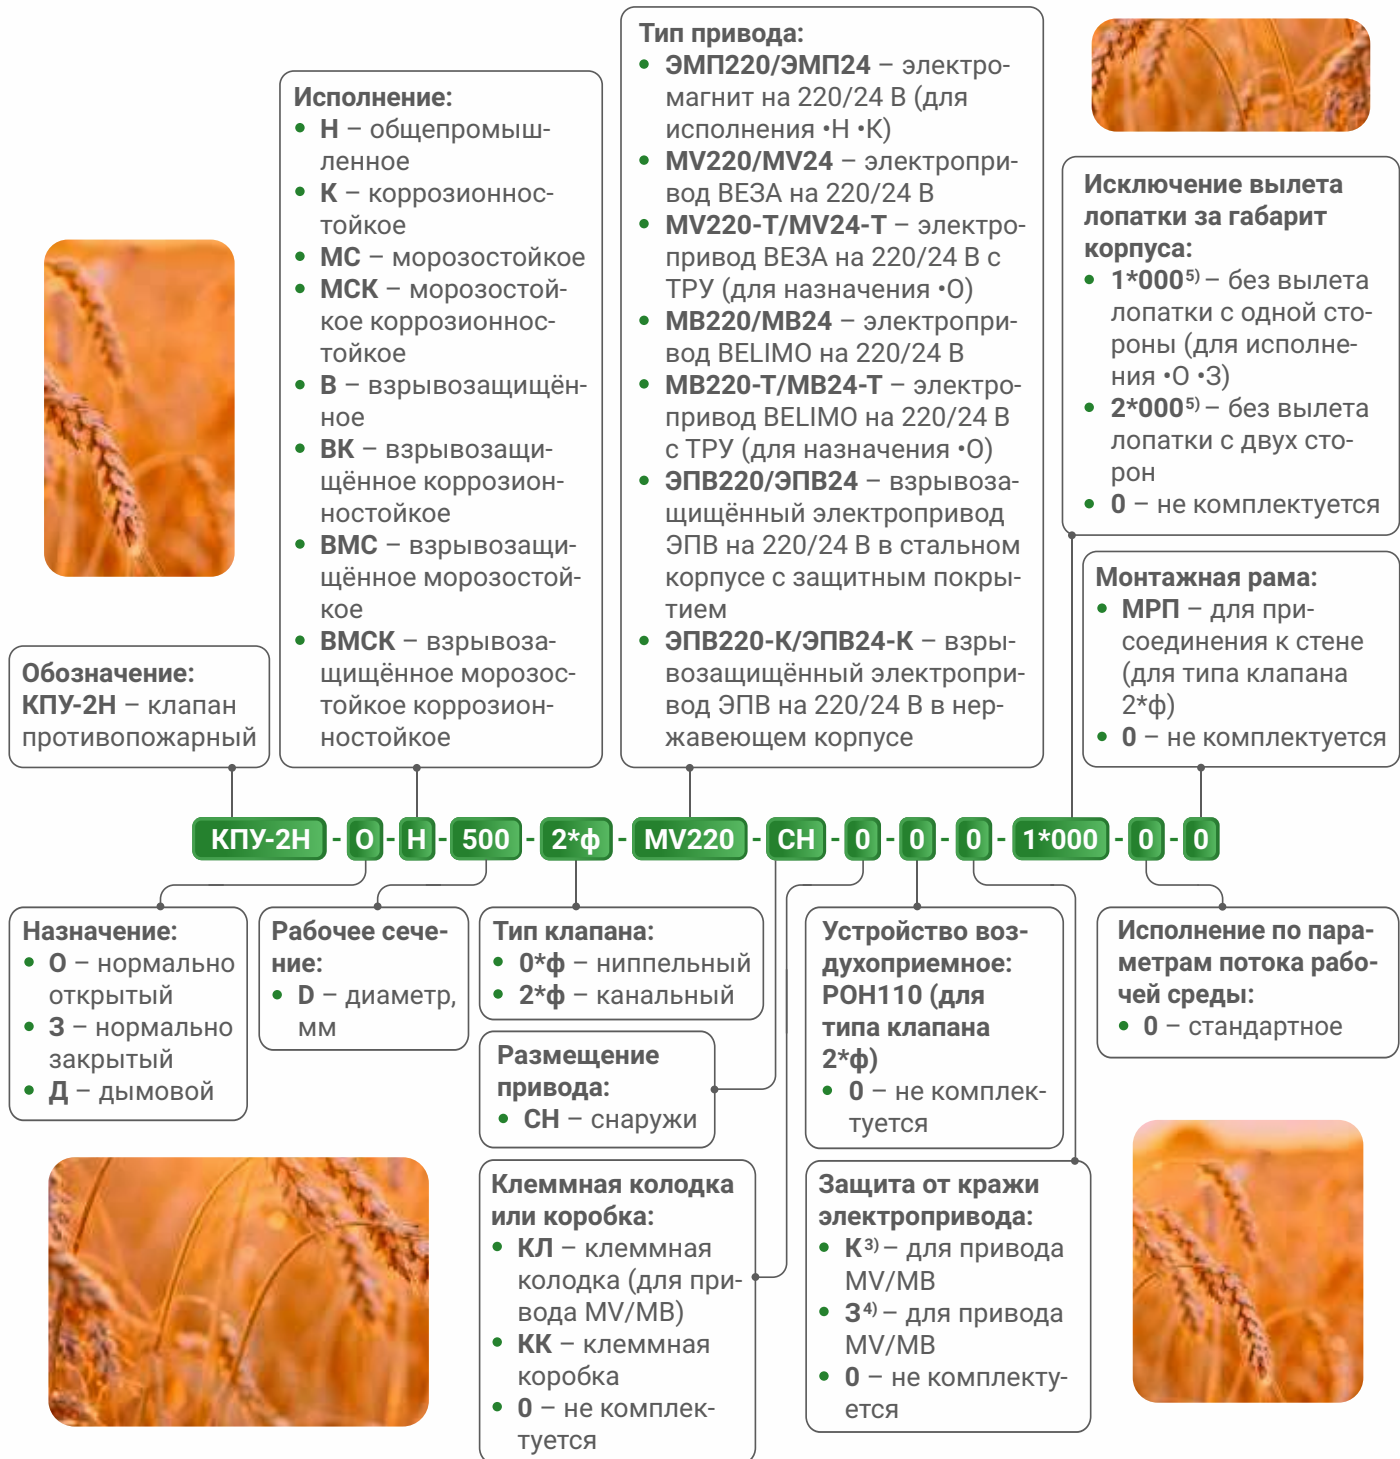 Тип привода:
• ЭМП220/ЭМП24 – электро-
магнит на 220/24 В (для
исполнения •Н •К)
• MV220/MV24 – электропри-
вод ВЕЗА на 220/24 В
• MV220-Т/MV24-Т – электро-
привод ВЕЗА на 220/24 В с
ТРУ (для назначения •О)
• МВ220/МВ24 – электропри-
вод BELIMO на 220/24 В
• МВ220-Т/МВ24-Т – электро-
привод BELIMO на 220/24 В
с ТРУ (для назначения •О)
• ЭПВ220/ЭПВ24 – взрывоза-
щищённый электропривод
ЭПВ на 220/24 В в стальном
корпусе с защитным покры-
тием
• ЭПВ220-К/ЭПВ24-К – взры-
возащищённый электропри-
вод ЭПВ на 220/24 В в нер-
жавеющем корпусе
Исполнение:
• Н – общепромыш-
ленное
• К – коррозионнос-
тойкое
• МС – морозостойкое
• МСК – морозостой-
кое коррозионнос-
тойкое
• В – взрывозащищён-
ное
• ВК – взрывозащи-
щённое коррозион-
ностойкое
• ВМС – взрывозащи-
щённое морозостой-
кое
• ВМСК – взрывоза-
щищённое морозос-
тойкое коррозион-
ностойкое
Исключение вылета
лопатки за габарит
корпуса:
• 1*000⁵⁾ – без вылета
лопатки с одной сто-
роны (для исполне-
ния •О •З)
• 2*000⁵⁾ – без вылета
лопатки с двух сто-
рон
• 0 – не комплектуется
Монтажная рама:
• МРП – для при-
соединения к стене
(для типа клапана
2*ф)
• 0 – не комплектуется
Обозначение:
КПУ-2Н – клапан
противопожарный
КПУ-2Н - О - Н - 500 - 2*ф - MV220 - СН - 0 - 0 - 0 - 1*000 - 0 - 0
Назначение:
• О – нормально
открытый
• З – нормально
закрытый
• Д – дымовой
Рабочее сече-
ние:
• D – диаметр,
мм
Тип клапана:
• 0*ф – ниппельный
• 2*ф – канальный
Размещение
привода:
• СН – снаружи
Клеммная колодка
или коробка:
• КЛ – клеммная
колодка (для при-
вода MV/MB)
• КК – клеммная
коробка
• 0 – не комплек-
туется
Устройство воз-
духоприемное:
РОН110 (для
типа клапана
2*ф)
• 0 – не комплек-
туется
Защита от кражи
электропривода:
• К³⁾ – для привода
MV/MB
• З⁴⁾ – для привода
MV/MB
• 0 – не комплекту-
ется
Исполнение по пара-
метрам потока рабо-
чей среды:
• 0 – стандартное